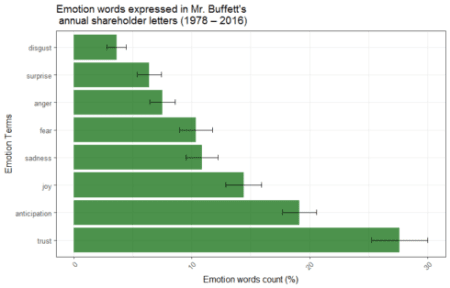 Emotion words expressed in Mr. Buffett's
annual shareholder letters (1978 – 2016)
Emotion Terms
disgust
surprise
anger
fear
sadness
joy
anticipation
trust
0
10
20
30
Emotion words count (%)